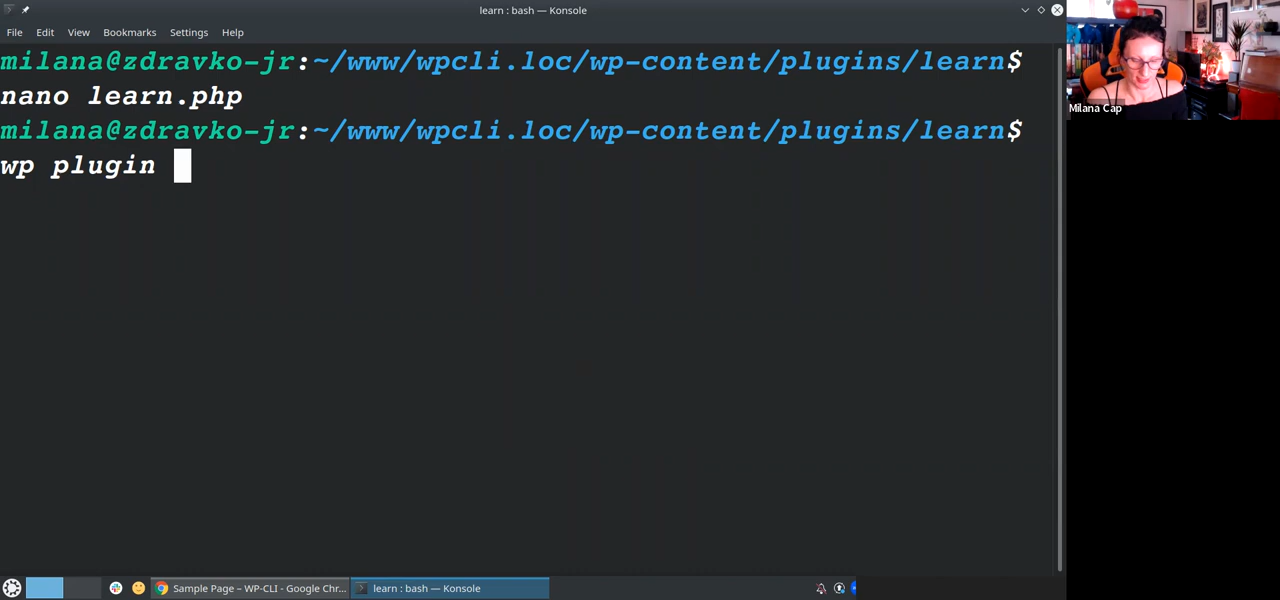 learn : bash — Konsole
File Edit View Bookmarks Settings Help
milana@zdravko-jr:~/www/wpcli.loc/wp-content/plugins/learn$
nano learn.php
milana@zdravko-jr:~/www/wpcli.loc/wp-content/plugins/learn$
wp plugin
Milana Cap
Sample Page – WP-CLI - Google Chr...
learn : bash — Konsole